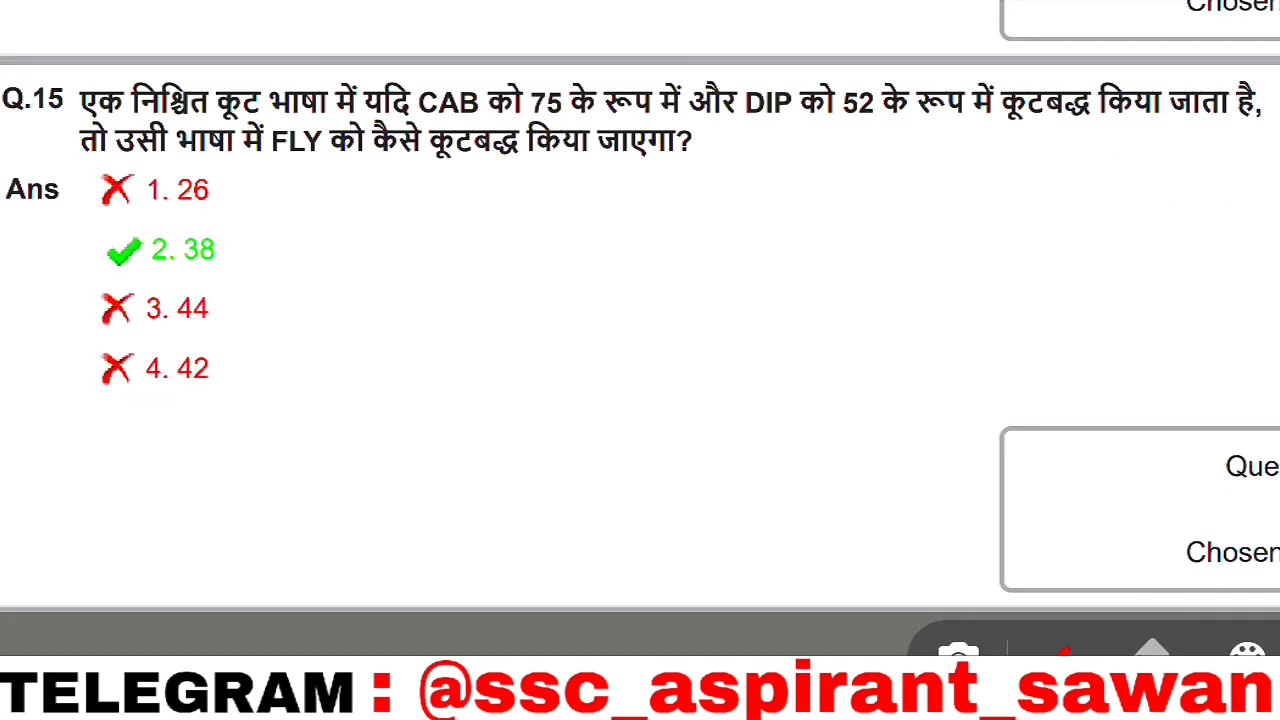 Chosen
Q.15 एक निश्चित कूट भाषा में यदि CAB को 75 के रूप में और DIP को 52 के रूप में कूटबद्ध किया जाता है,
तो उसी भाषा में FLY को कैसे कूटबद्ध किया जाएगा?
Ans 1. 26
2. 38
3. 44
4. 42
Que
Chosen
TELEGRAM : @ssc_aspirant_sawan